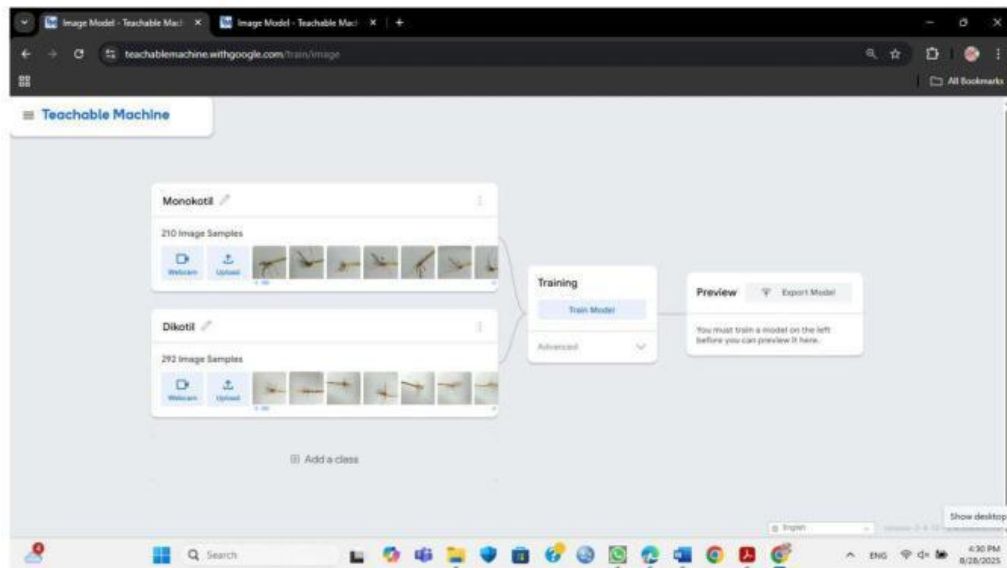 Image Model - Teachable Mac
Image Model - Teachable Mac
teachablemachine.withgoogle.com/train/image
All Bookmarks
Teachable Machine
Monokotil
210 Image Samples
Webcam
Upload
Training
Train Model
Advanced
Preview
Export Model
You must train a model on the left
before you can preview it here.
Dikotil
292 Image Samples
Webcam
Upload
Add a class
English
Show desktop
Search
ENG
4:30 PM
8/28/2025